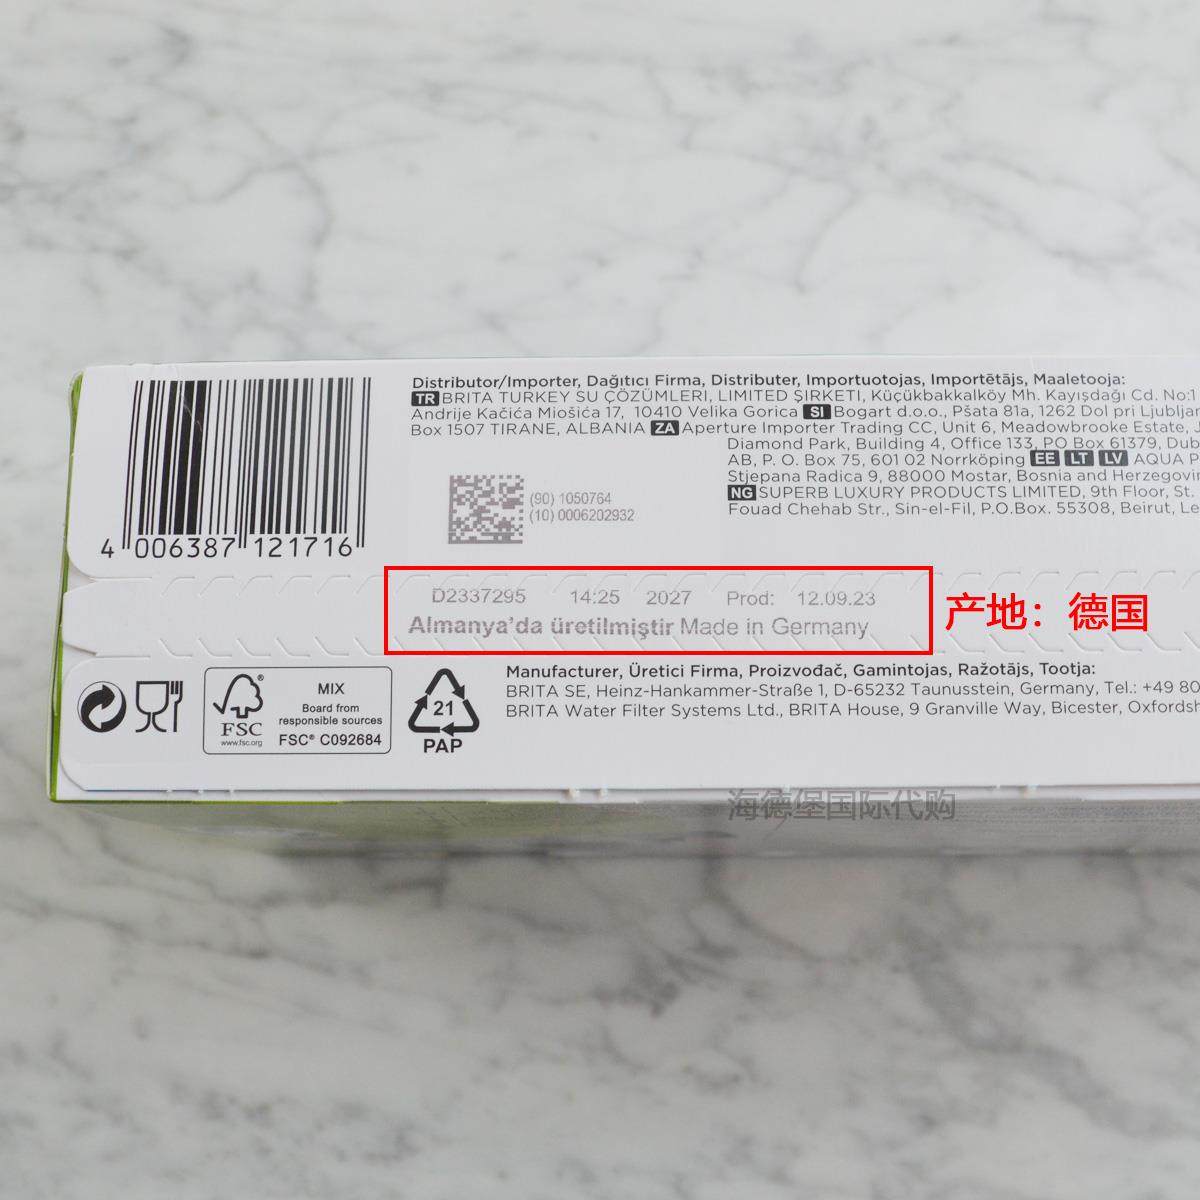 Distributor/Importer, Dağıtıcı Firma, Distributer, Importuotojas, Importētājs, Maaletooja:
TR BRITA TURKEY SU ÇÖZÜMLERI, LIMITED ŞIRKETI, Küçükbakkalköy Mh. Kayışdağı Cd. No:1
Andrije Kačića Miošića 17, 10410 Velika Gorica SI Bogart d.o.o., Pšata 81a, 1262 Dol pri Ljubljan
Box 1507 TIRANE, ALBANIA ZA Aperture Importer Trading CC, Unit 6, Meadowbrooke Estate, J
Diamond Park, Building 4, Office 133, PO Box 61379, Dub
AB, P. O. Box 75, 601 02 Norrköping EE LT LV AQUA P
Stjepana Radica 9, 88000 Mostar, Bosnia and Herzegovin
NG SUPERB LUXURY PRODUCTS LIMITED, 9th Floor, St.
Fouad Chehab Str., Sin-el-Fil, P.O.Box. 55308, Beirut, Le
(90) 1050764
(10) 0006202932
4 006387 121716
D2337295 14:25 2027 Prod: 12.09.23
Almanya'da üretilmiştir Made in Germany
产地：德国
Manufacturer, Üretici Firma, Proizvođač, Gamintojas, Ražotājs, Tootja:
BRITA SE, Heinz-Hankammer-Straße 1, D-65232 Taunusstein, Germany, Tel.: +49 80
BRITA Water Filter Systems Ltd., BRITA House, 9 Granville Way, Bicester, Oxfordsh
FSC®
www.fsc.org
MIX
Board from
responsible sources
FSC® C092684
21
PAP
海德堡国际代购